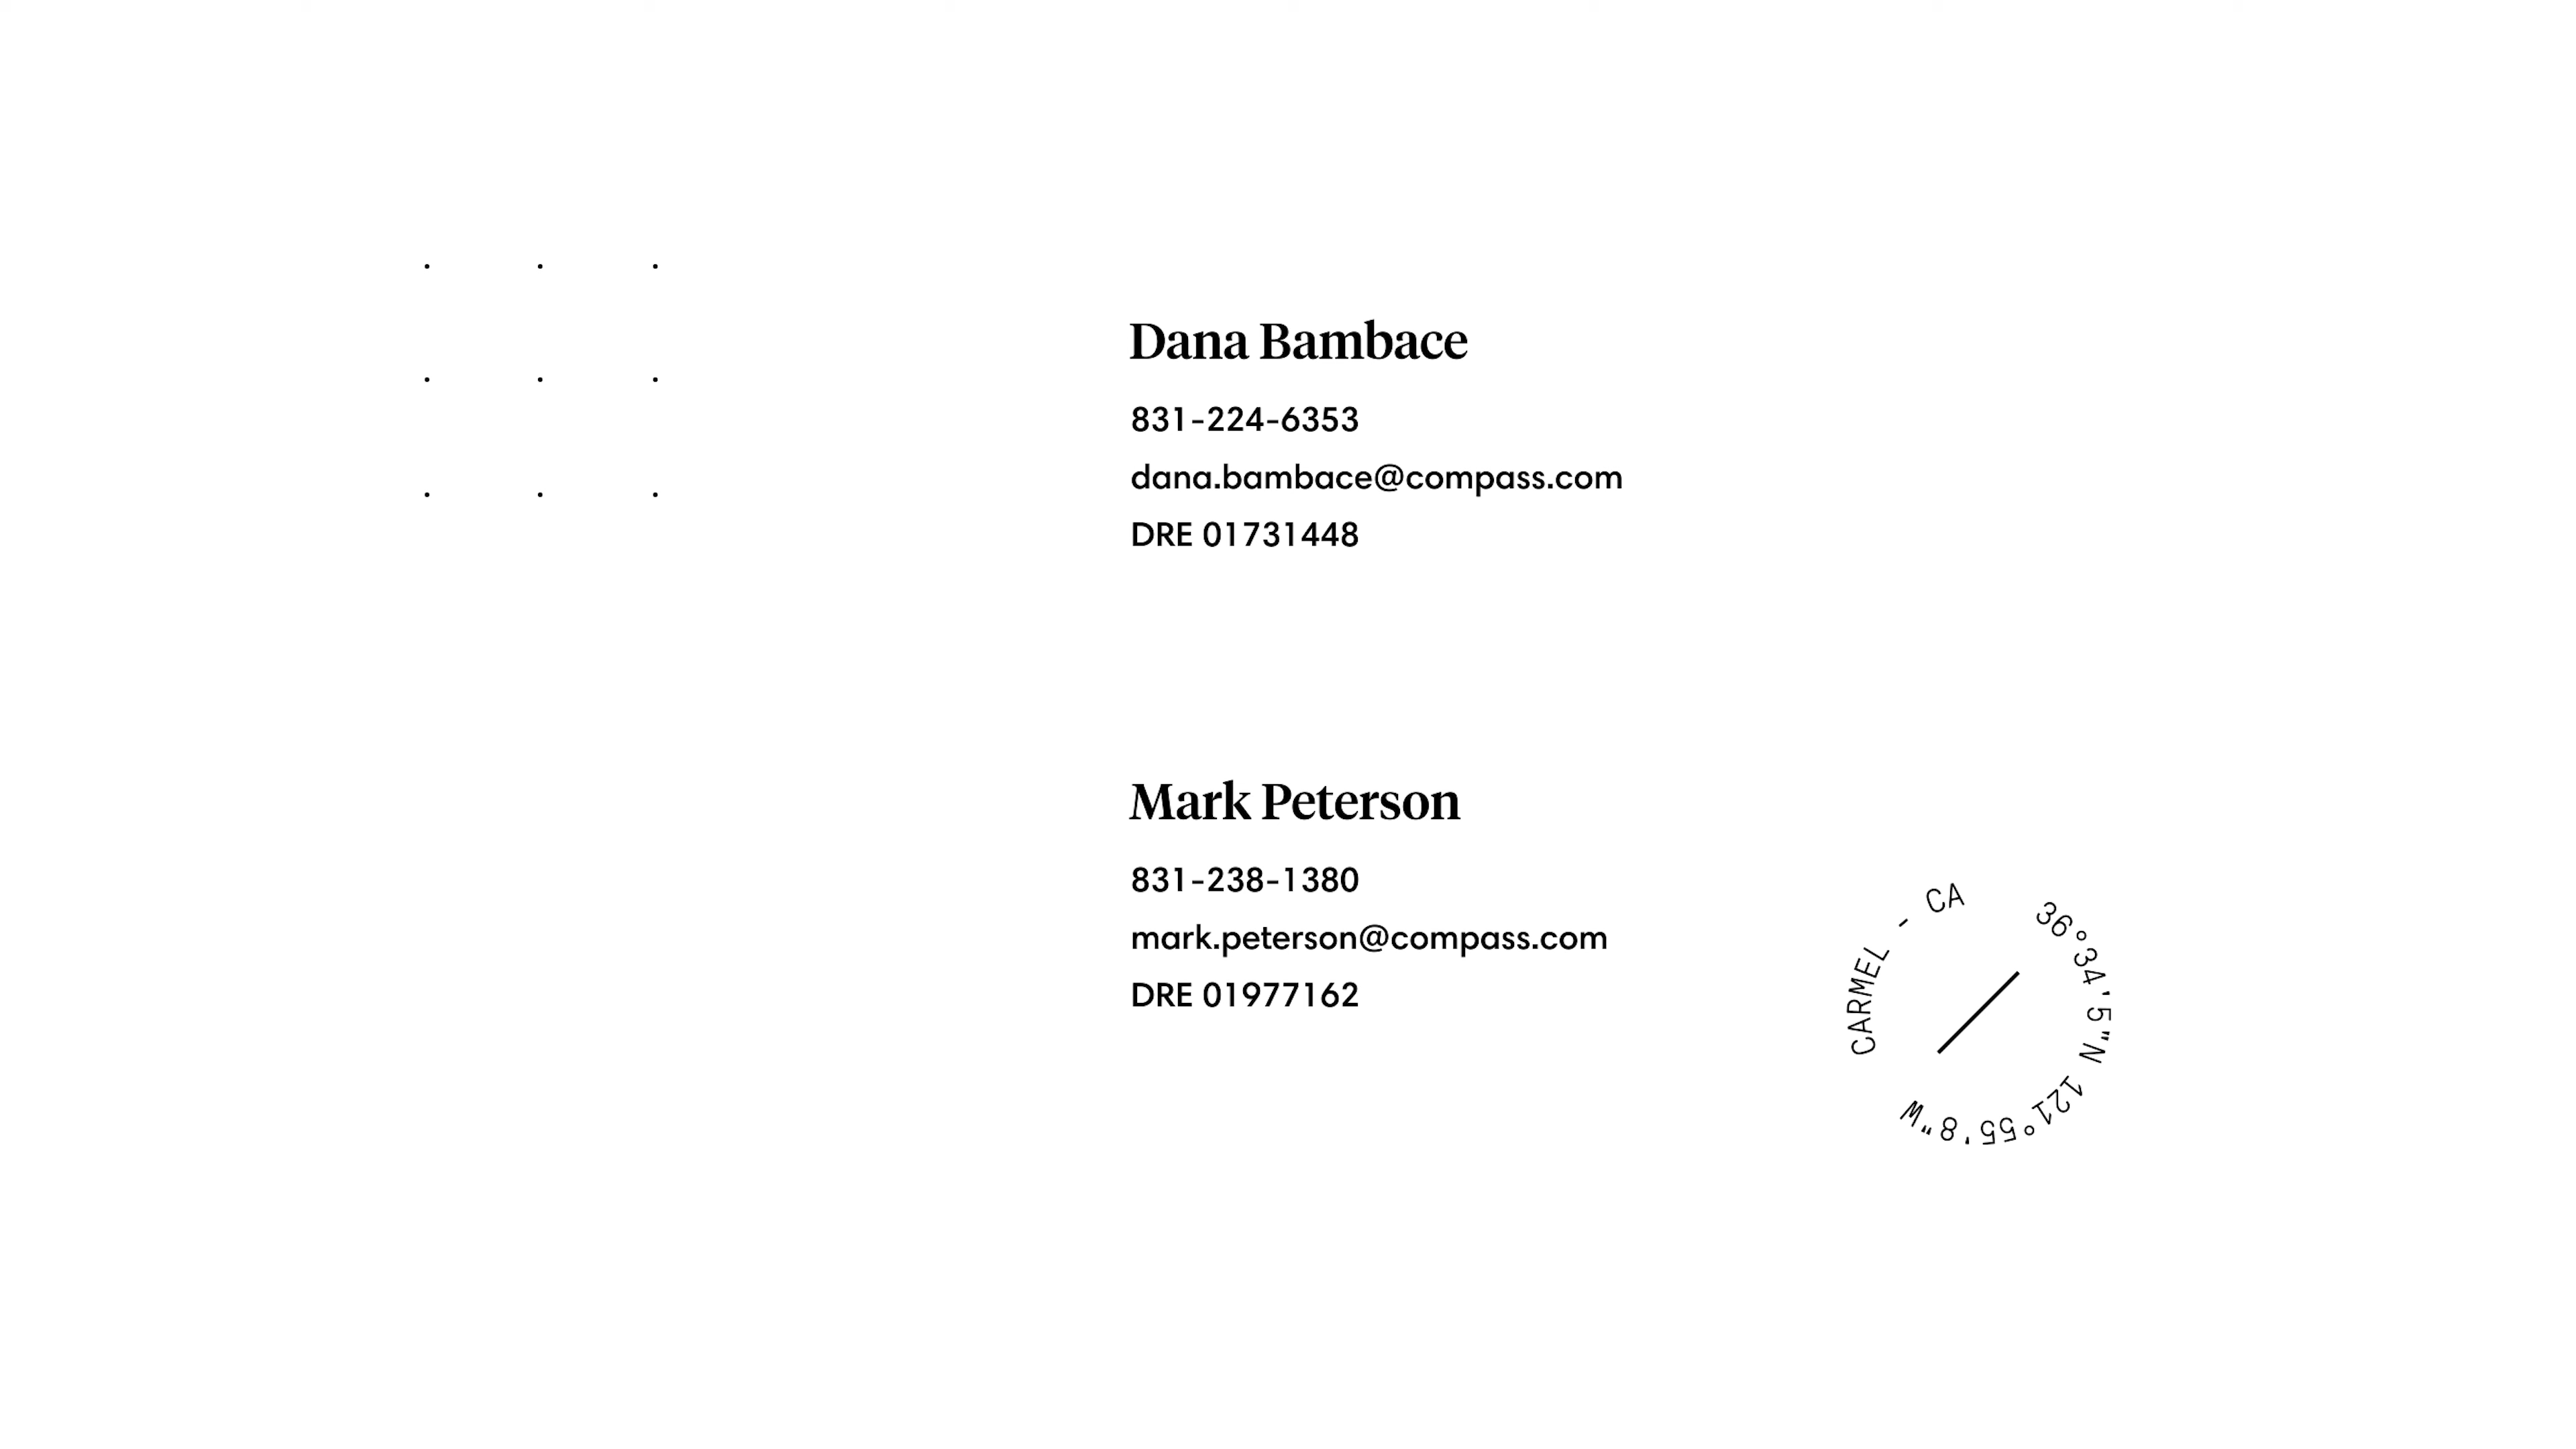 Dana Bambace
831-224-6353
dana.bambace@compass.com
DRE 01731448
Mark Peterson
831-238-1380
mark.peterson@compass.com
DRE 01977162
CARMEL - CA
36°34'5"N 121°55'8"W